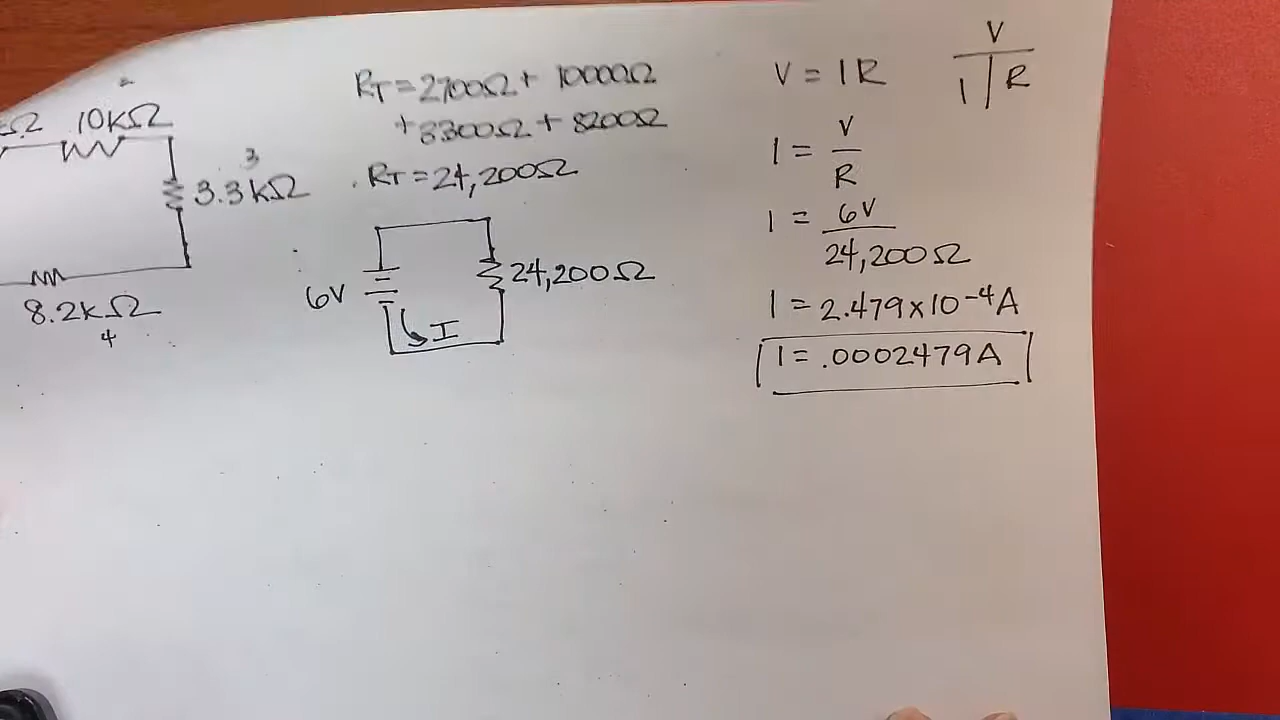 Ω 10kΩ
3
3.3kΩ
8.2kΩ
4
RT = 2700Ω + 10000Ω
+ 3300Ω + 8200Ω
RT = 24,200Ω
6V
24,200Ω
I
V = IR
V
I R
I = V
R
I = 6V
24,200Ω
I = 2.479x10-4A
I = .0002479A